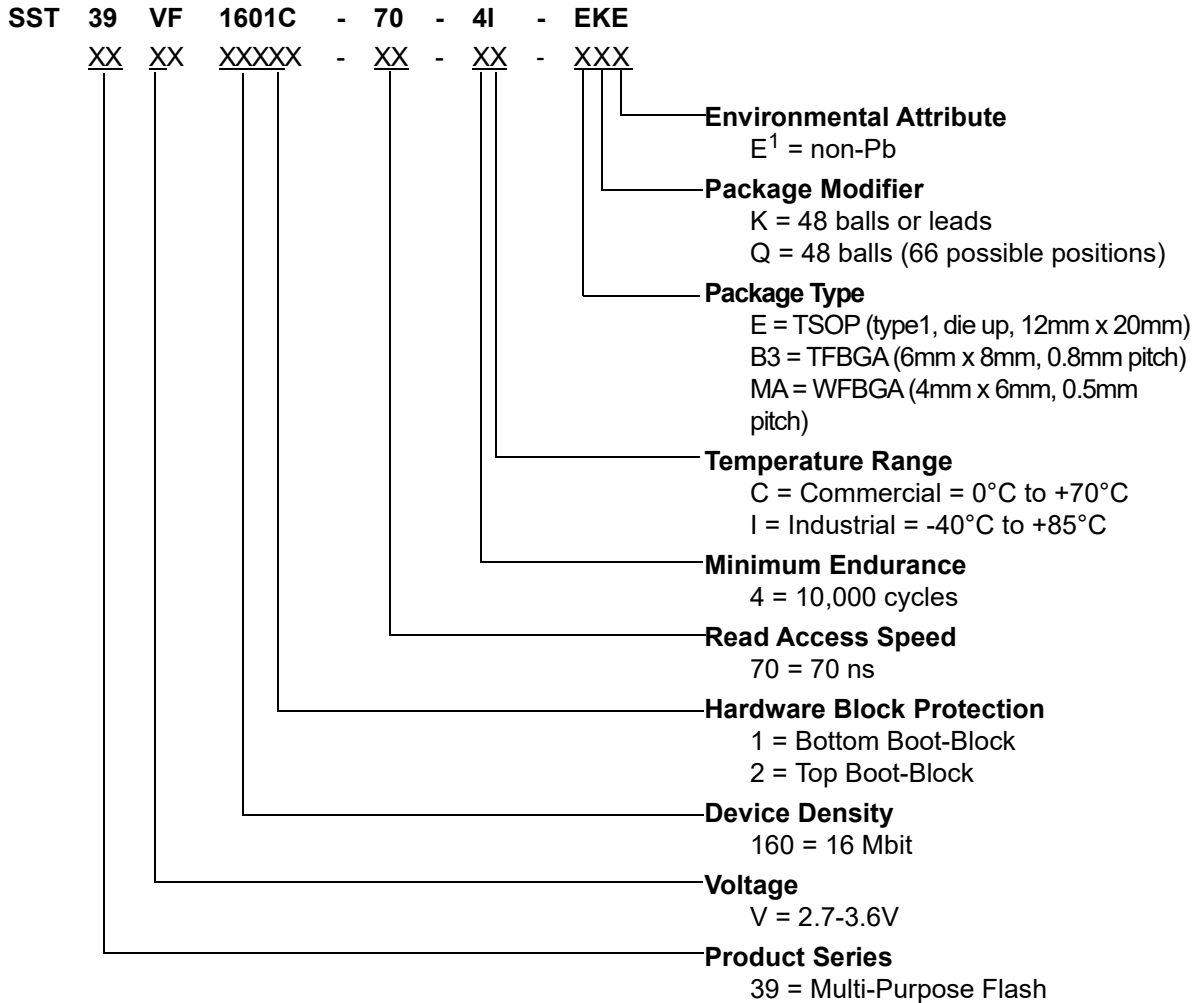 SST 39 VF 1601C - 70 - 4I - EKE
XX XX XXXXX - XX - XX - XXX
Environmental Attribute
E1 = non-Pb
Package Modifier
K = 48 balls or leads
Q = 48 balls (66 possible positions)
Package Type
E = TSOP (type1, die up, 12mm x 20mm)
B3 = TFBGA (6mm x 8mm, 0.8mm pitch)
MA = WFBGA (4mm x 6mm, 0.5mm
pitch)
Temperature Range
C = Commercial = 0°C to +70°C
I = Industrial = -40°C to +85°C
Minimum Endurance
4 = 10,000 cycles
Read Access Speed
70 = 70 ns
Hardware Block Protection
1 = Bottom Boot-Block
2 = Top Boot-Block
Device Density
160 = 16 Mbit
Voltage
V = 2.7-3.6V
Product Series
39 = Multi-Purpose Flash